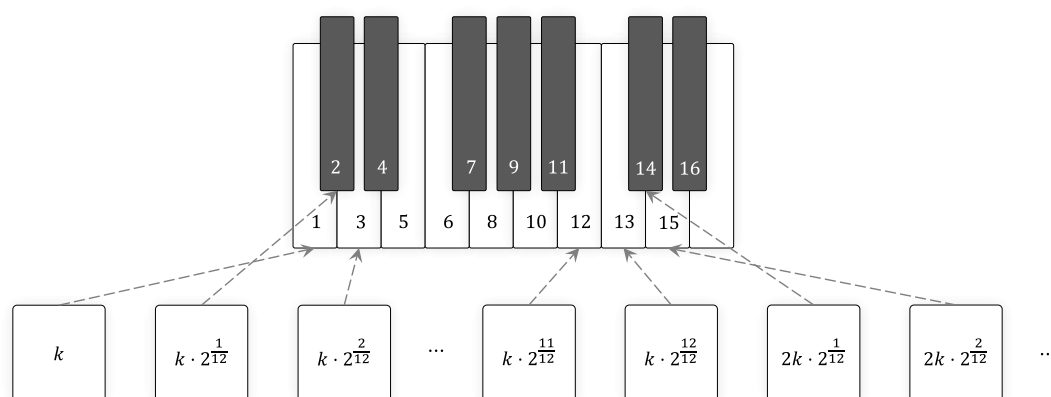 2 4 7 9 11 14 16
1 3 5 6 8 10 12 13 15
k k · 2^(1/12) k · 2^(2/12) ... k · 2^(11/12) k · 2^(12/12) 2k · 2^(1/12) 2k · 2^(2/12) ..